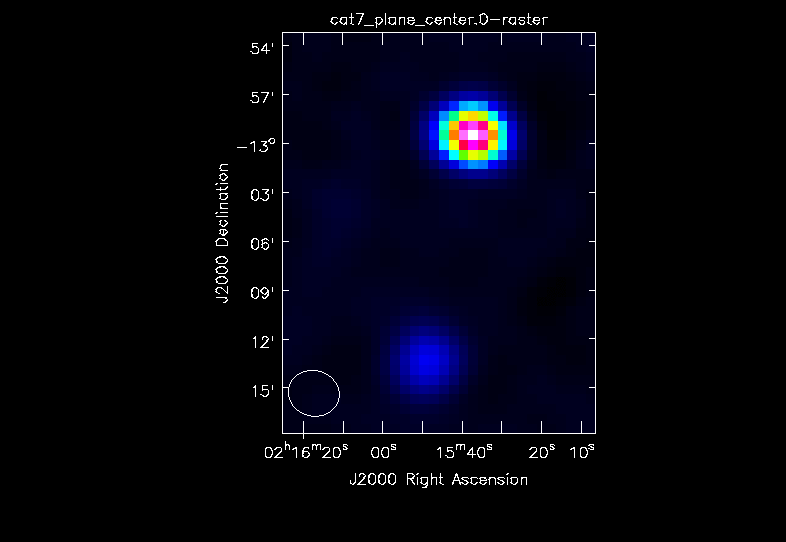 cat7_plane_center.0-raster
54'
57'
-13°
03'
06'
09'
12'
15'
J2000 Declination
02h16m20s 00s 15m40s 20s 10s
J2000 Right Ascension